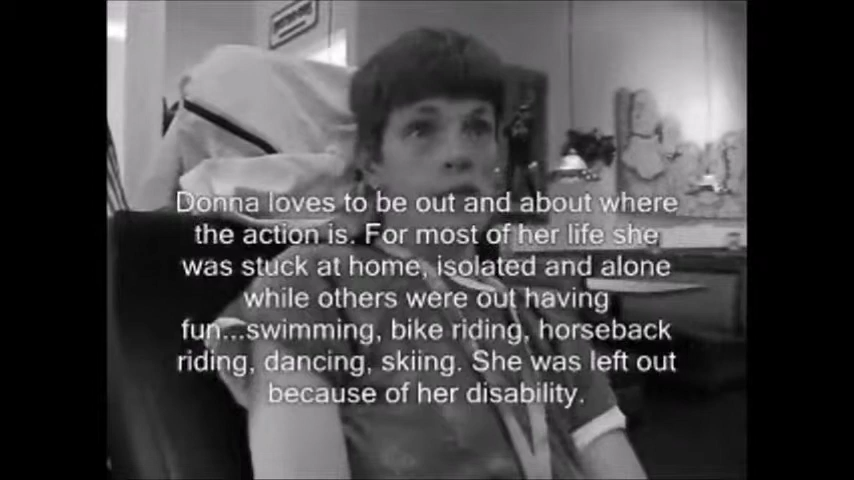 Donna loves to be out and about where
the action is. For most of her life she
was stuck at home, isolated and alone
while others were out having
fun...swimming, bike riding, horseback
riding, dancing, skiing. She was left out
because of her disability.